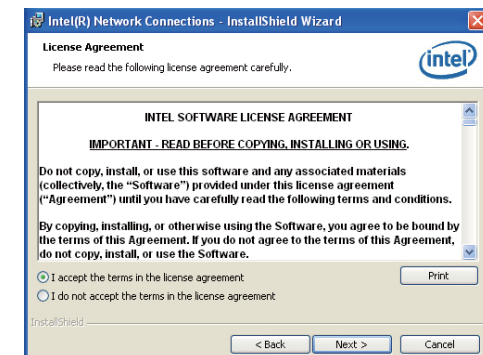 Intel(R) Network Connections - InstallShield Wizard
License Agreement
Please read the following license agreement carefully.
intel
INTEL SOFTWARE LICENSE AGREEMENT
IMPORTANT - READ BEFORE COPYING, INSTALLING OR USING.
Do not copy, install, or use this software and any associated materials
(collectively, the “Software”) provided under this license agreement
(“Agreement”) until you have carefully read the following terms and conditions.
By copying, installing, or otherwise using the Software, you agree to be bound by
the terms of this Agreement. If you do not agree to the terms of this Agreement,
do not copy, install, or use the Software.
I accept the terms in the license agreement
Print
I do not accept the terms in the license agreement
InstallShield
< Back
Next >
Cancel